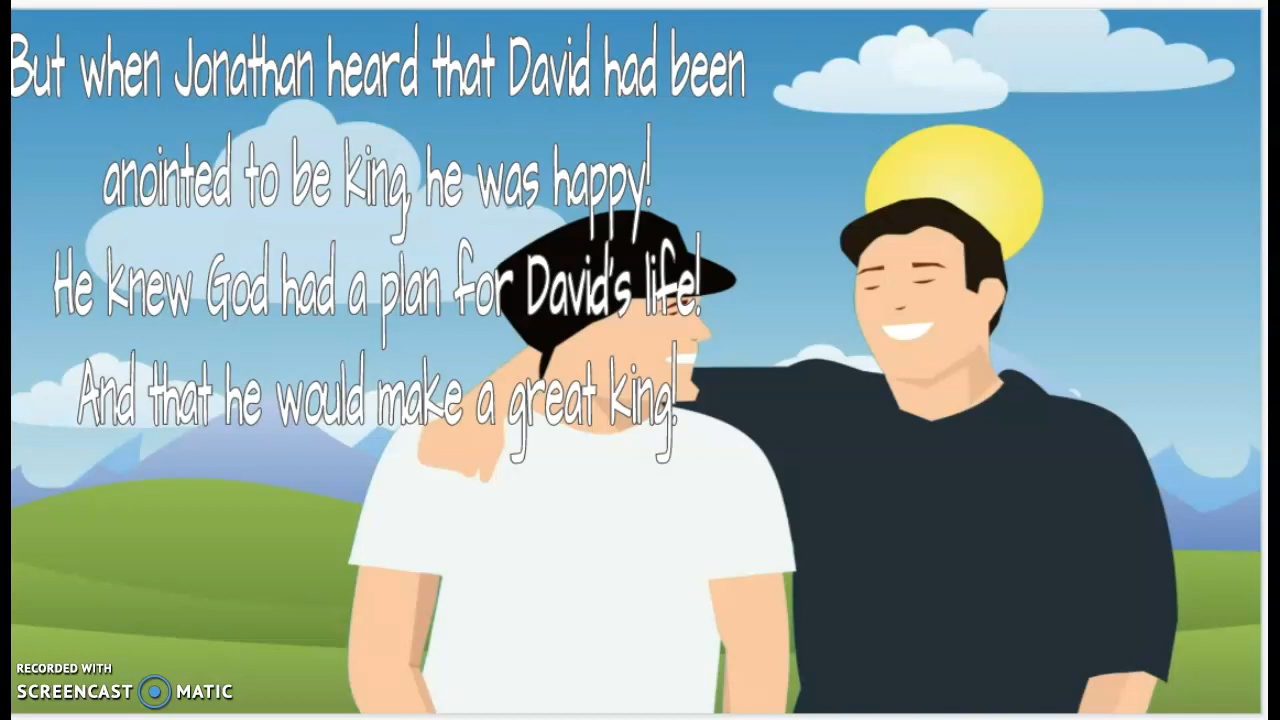 But when Jonathan heard that David had been
anointed to be king, he was happy!
He knew God had a plan for David's life!
And that he would make a great king!
RECORDED WITH
SCREENCAST MATIC